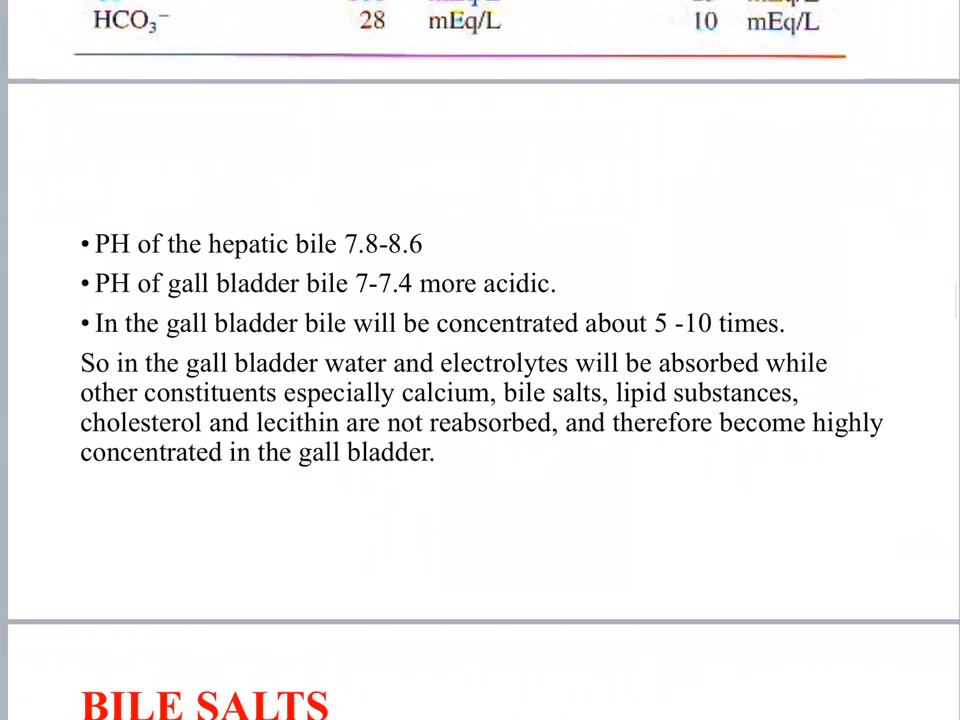 HCO₃⁻ 28 mEq/L 10 mEq/L
• PH of the hepatic bile 7.8-8.6
• PH of gall bladder bile 7-7.4 more acidic.
• In the gall bladder bile will be concentrated about 5 -10 times.
So in the gall bladder water and electrolytes will be absorbed while
other constituents especially calcium, bile salts, lipid substances,
cholesterol and lecithin are not reabsorbed, and therefore become highly
concentrated in the gall bladder.
BILE SALTS